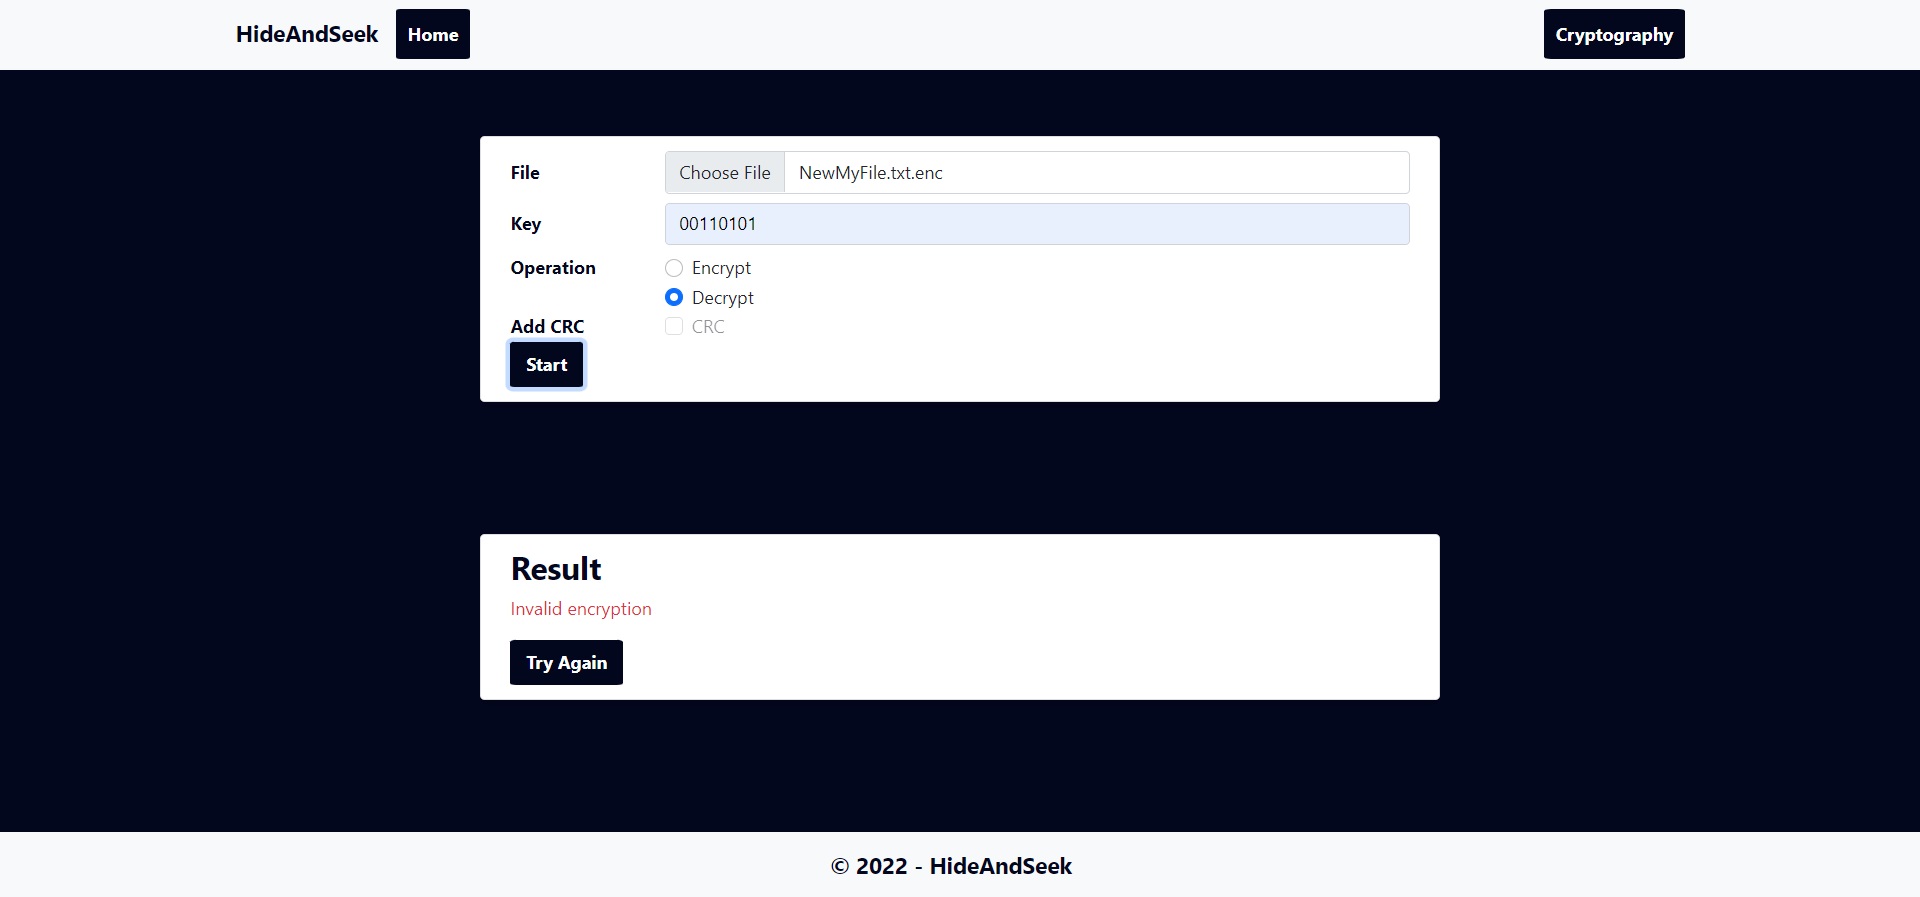 HideAndSeek Home Cryptography
File Choose File NewMyFile.txt.enc
Key 00110101
Operation Encrypt
Decrypt
Add CRC CRC
Start
Result
Invalid encryption
Try Again
© 2022 - HideAndSeek